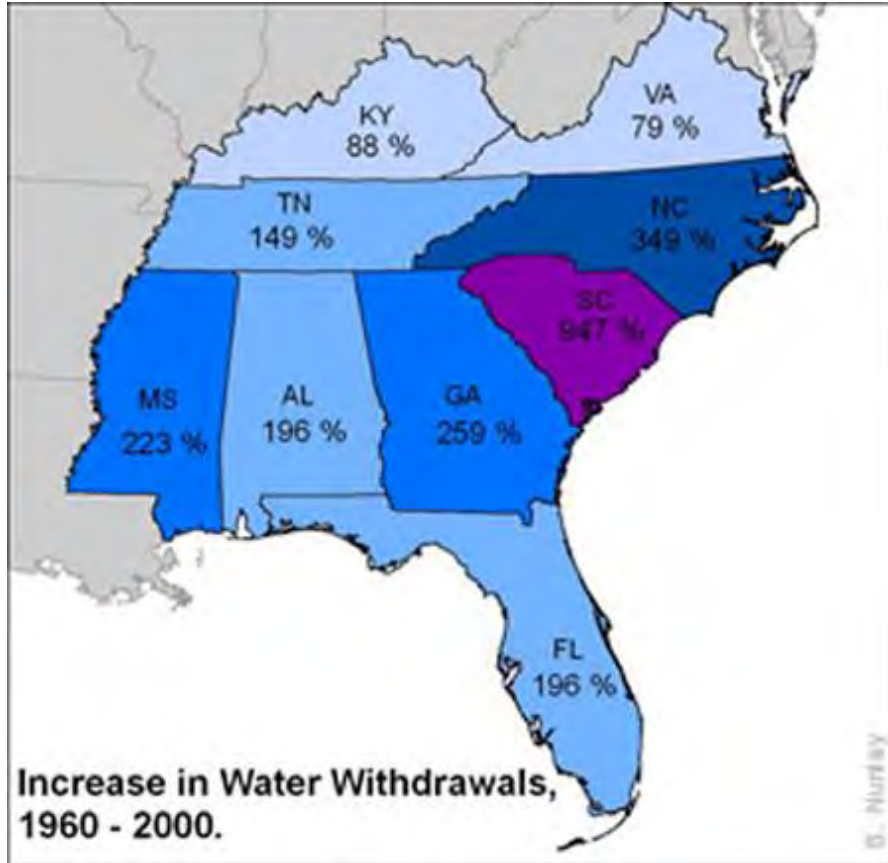 KY
88 %
VA
79 %
TN
149 %
NC
349 %
SC
947 %
MS
223 %
AL
196 %
GA
259 %
FL
196 %
Increase in Water Withdrawals,
1960 - 2000.